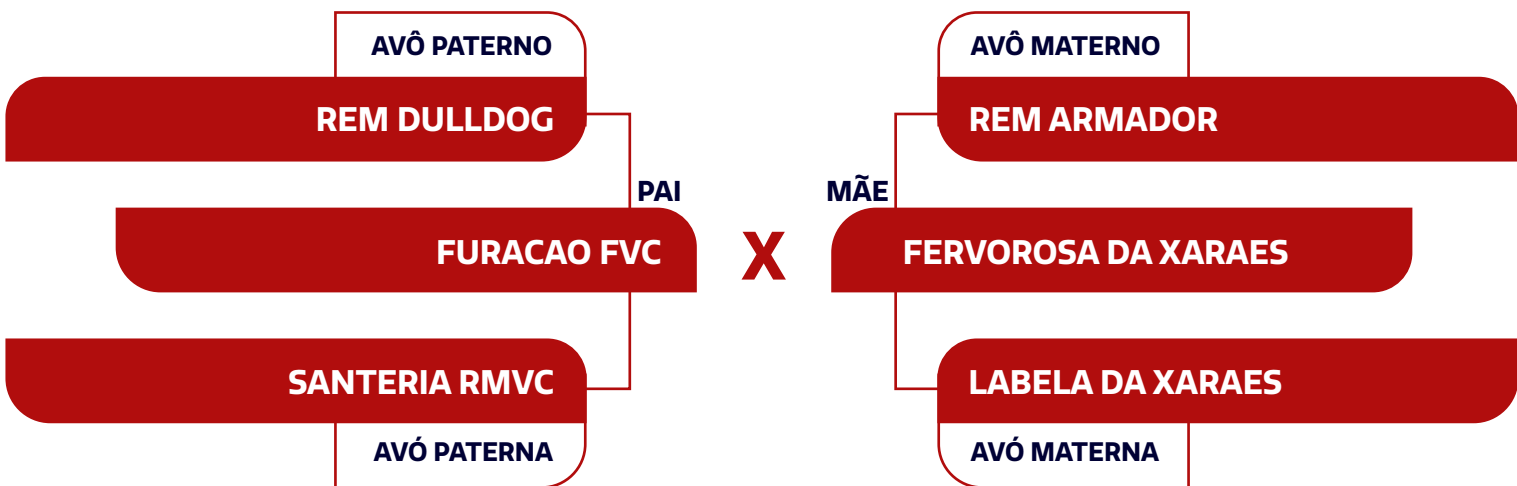 AVÔ PATERNO
REM DULLDOG
PAI
FURACAO FVC
SANTERIA RMVC
AVÓ PATERNA
X
AVÔ MATERNO
REM ARMADOR
MÃE
FERVOROSA DA XARAES
LABELA DA XARAES
AVÓ MATERNA